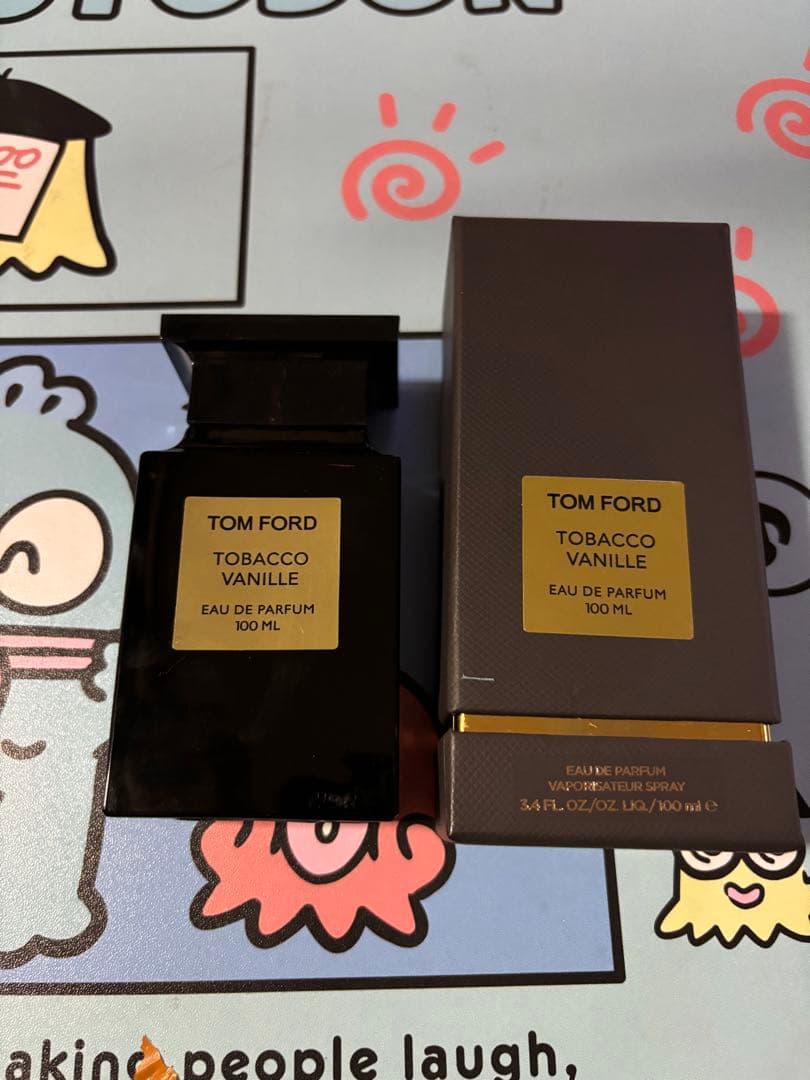 TOM FORD
TOBACCO
VANILLE
EAU DE PARFUM
100 ML
TOM FORD
TOBACCO
VANILLE
EAU DE PARFUM
100 ML
EAU DE PARFUM
VAPORISATEUR SPRAY
3.4 FL. OZ./OZ. LIQ./100 ml ℮
people laugh,